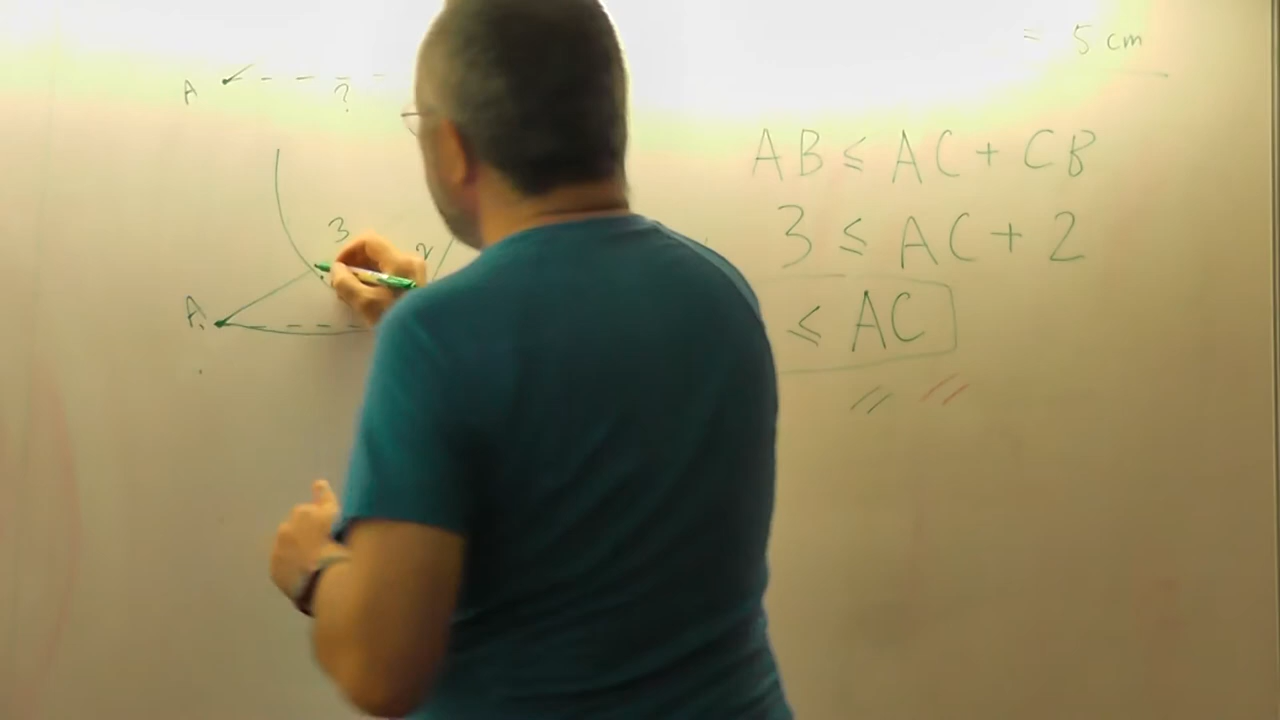 = 5 cm
A
?
AB ≤ AC + CB
3 ≤ AC + 2
3
2
A
≤ AC